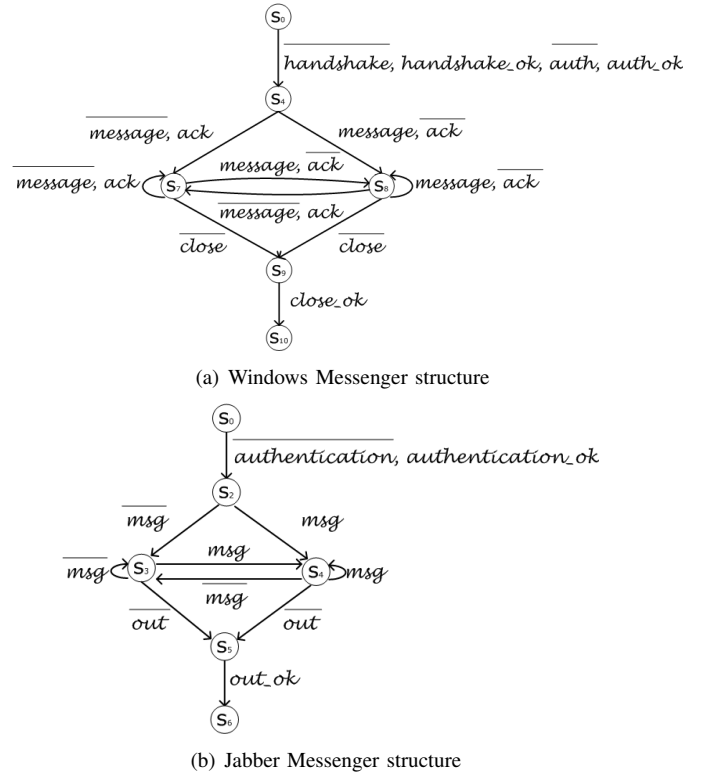 S0
handshake, handshake_ok, auth, auth_ok
S4
message, ack message, ack
message, ack
message, ack S7 S8 message, ack
message, ack
close close
S9
close_ok
S10
(a) Windows Messenger structure
S0
authentication, authentication_ok
S2
msg msg
msg
msg S3 S4 msg
msg
out out
S5
out_ok
S6
(b) Jabber Messenger structure